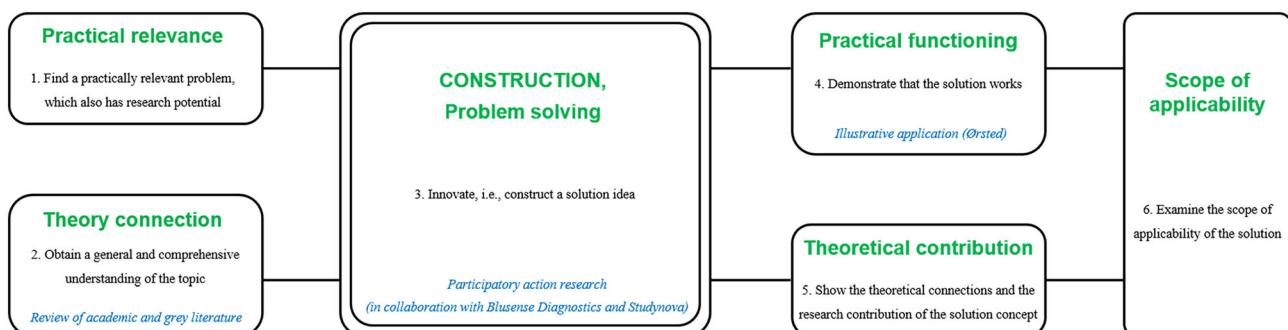 Practical relevance
1. Find a practically relevant problem,
which also has research potential
Theory connection
2. Obtain a general and comprehensive
understanding of the topic
Review of academic and grey literature
CONSTRUCTION,
Problem solving
3. Innovate, i.e., construct a solution idea
Participatory action research
(in collaboration with Blusense Diagnostics and Studynova)
Practical functioning
4. Demonstrate that the solution works
Illustrative application (Ørsted)
Theoretical contribution
5. Show the theoretical connections and the
research contribution of the solution concept
Scope of
applicability
6. Examine the scope of
applicability of the solution